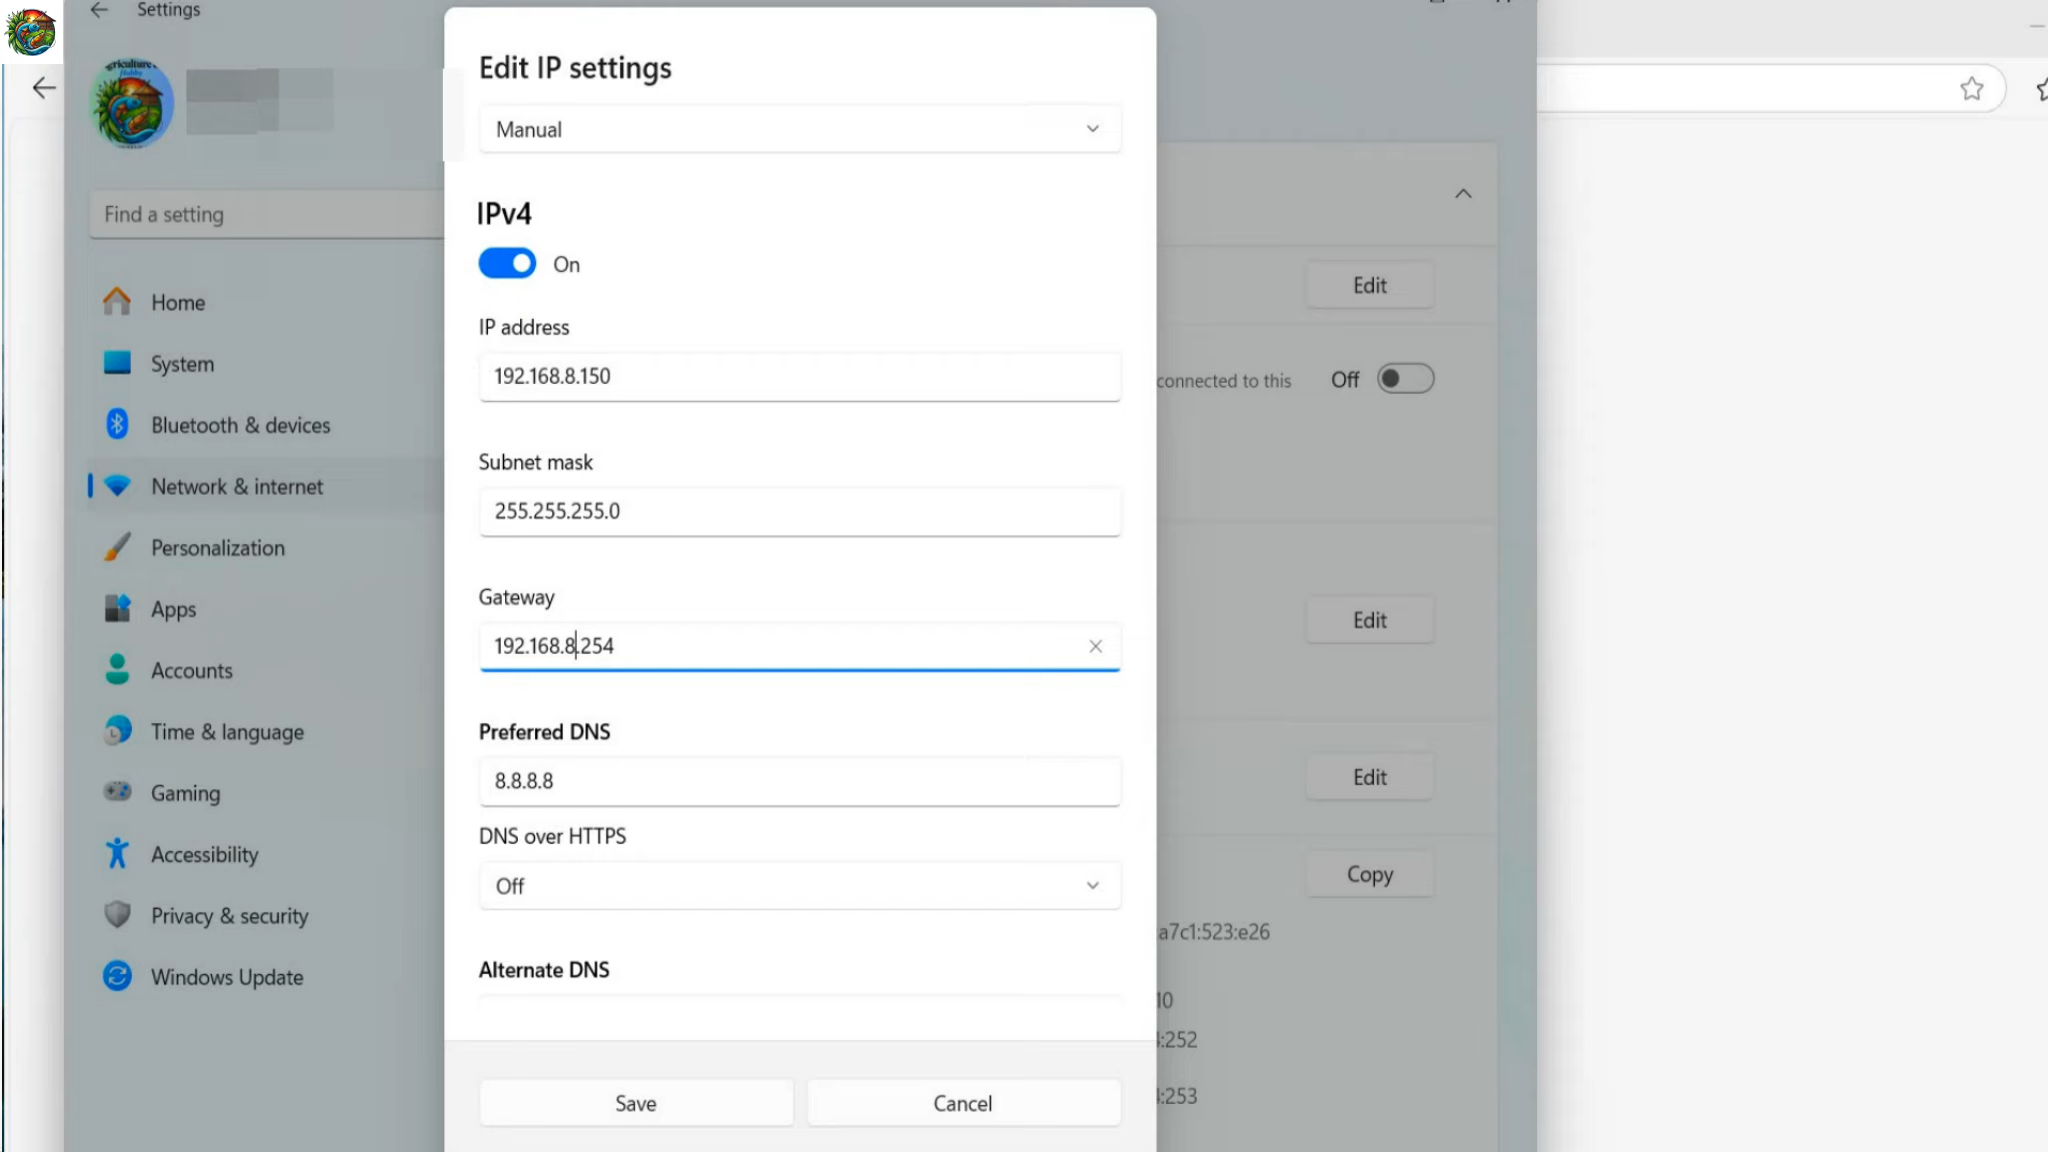 Settings
griculture
Hobby
Find a setting
Home
System
Bluetooth & devices
Network & internet
Personalization
Apps
Accounts
Time & language
Gaming
Accessibility
Privacy & security
Windows Update
Edit IP settings
Manual
IPv4
On
IP address
192.168.8.150
Subnet mask
255.255.255.0
Gateway
192.168.8.254
Preferred DNS
8.8.8.8
DNS over HTTPS
Off
Alternate DNS
Save
Cancel
Edit
connected to this
Off
Edit
Edit
Copy
a7c1:523:e26
10
:252
:253